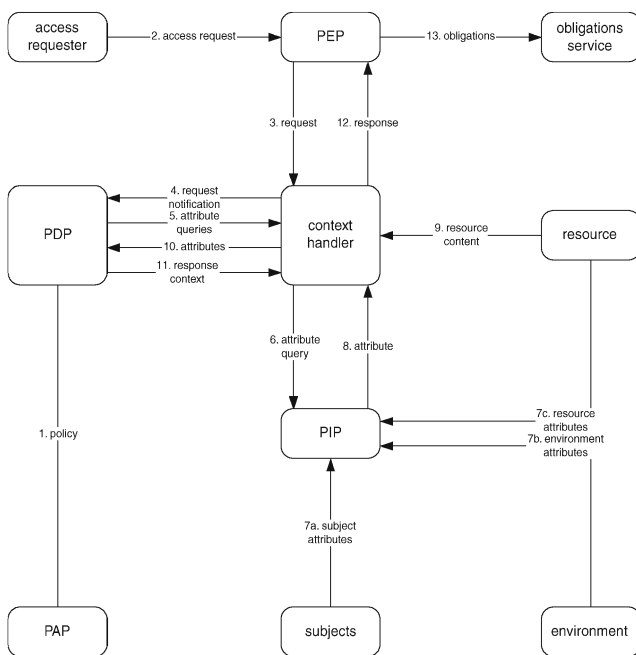 access
requester
2. access request
PEP
13. obligations
obligations
service
3. request
12. response
PDP
4. request
notification
5. attribute
queries
10. attributes
11. response
context
context
handler
9. resource
content
resource
6. attribute
query
8. attribute
1. policy
PIP
7c. resource
attributes
7b. environment
attributes
7a. subject
attributes
PAP
subjects
environment